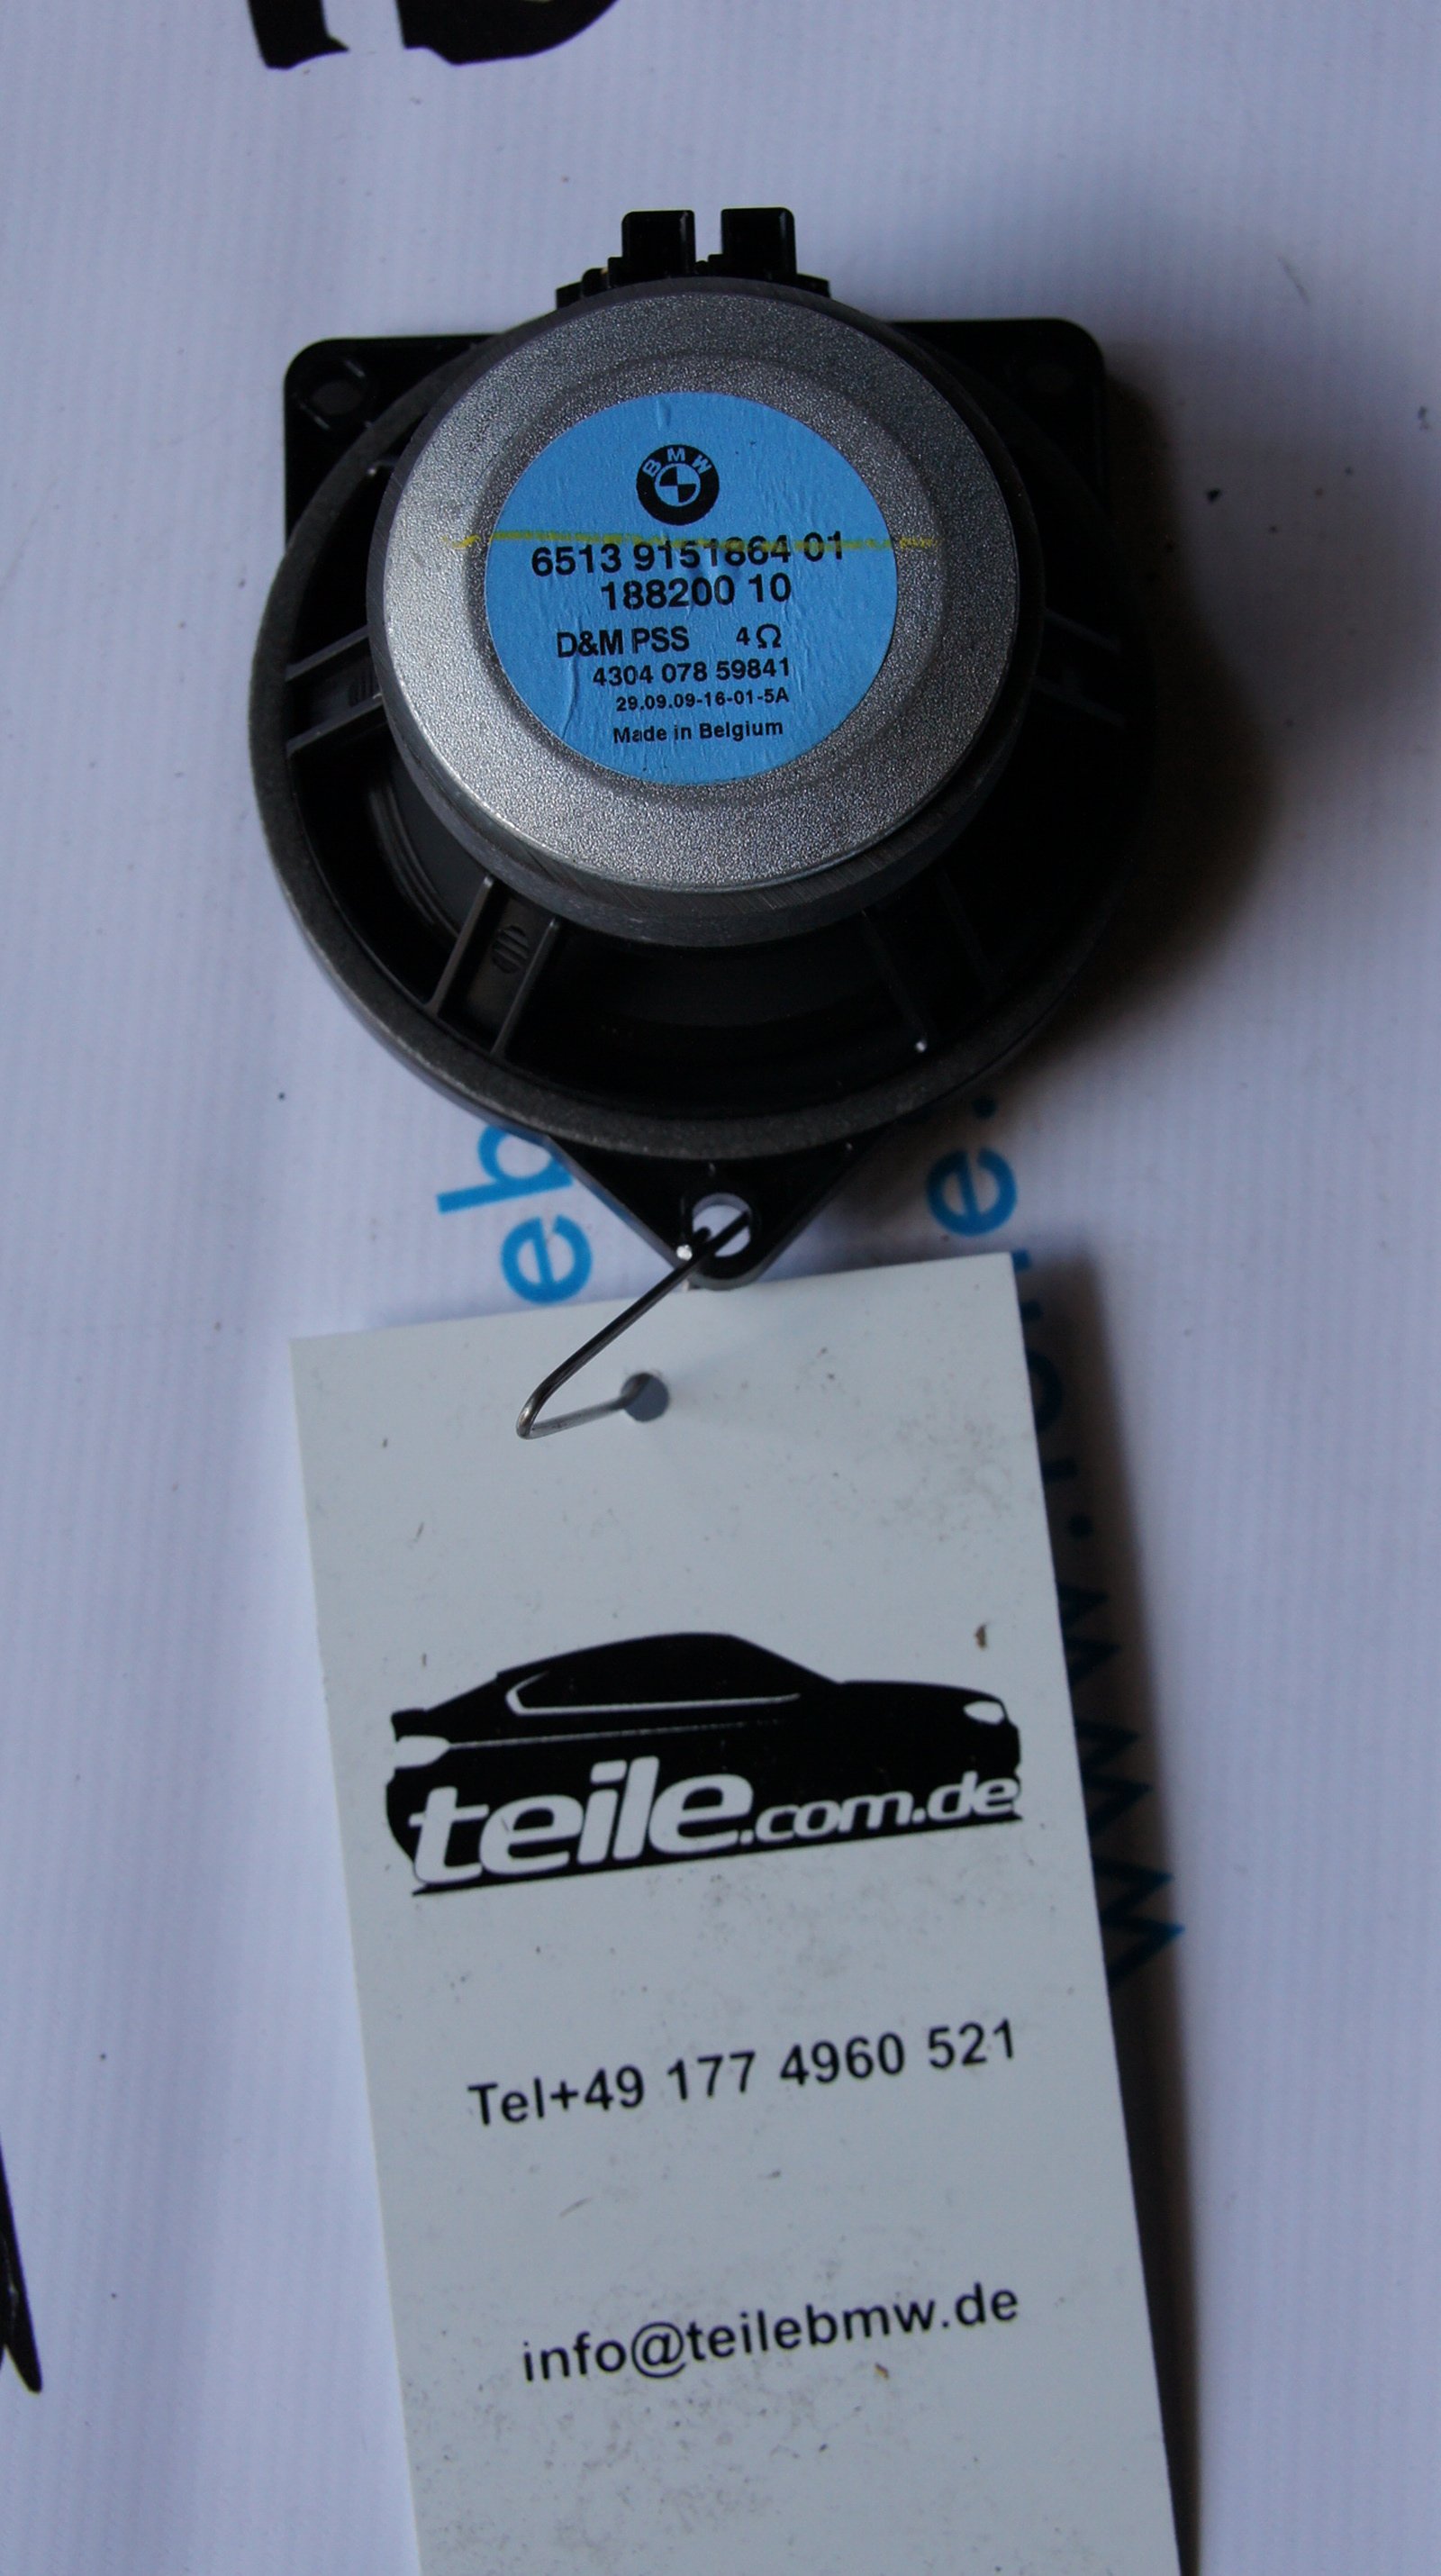 BMW
6513 9151864 01
188200 10
D&M PSS 4Ω
4304 078 59841
29.09.09-16-01-5A
Made in Belgium
teile.com.de
Tel+49 177 4960 521
info@teilebmw.de